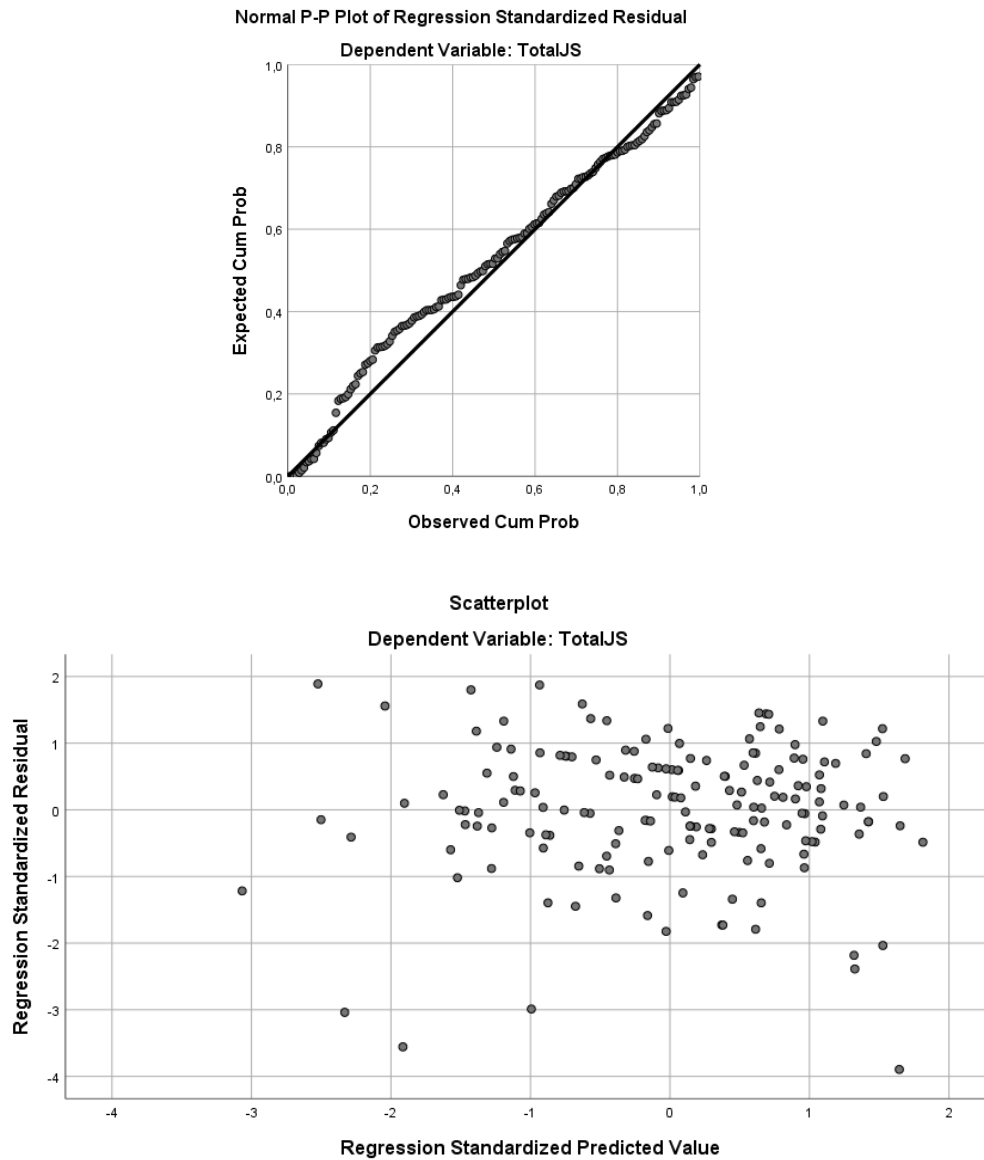 Normal P-P Plot of Regression Standardized Residual
Dependent Variable: TotalJS
1,0
0,8
0,6
0,4
0,2
0,0
Expected Cum Prob
0,0 0,2 0,4 0,6 0,8 1,0
Observed Cum Prob
Scatterplot
Dependent Variable: TotalJS
2
1
0
-1
-2
-3
-4
Regression Standardized Residual
-4 -3 -2 -1 0 1 2
Regression Standardized Predicted Value